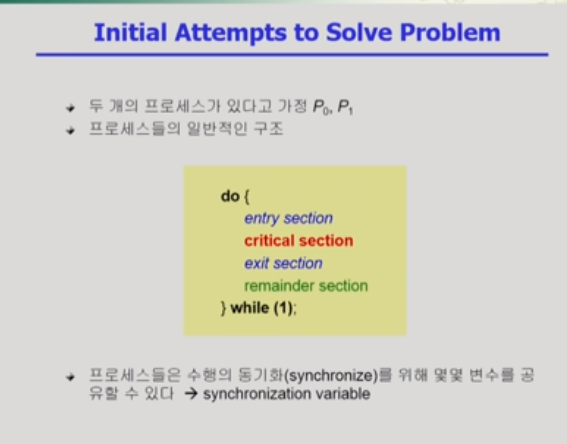 Initial Attempts to Solve Problem
두 개의 프로세스가 있다고 가정 P0, P1
프로세스들의 일반적인 구조
do {
entry section
critical section
exit section
remainder section
} while (1);
프로세스들은 수행의 동기화(synchronize)를 위해 몇몇 변수를 공
유할 수 있다 → synchronization variable